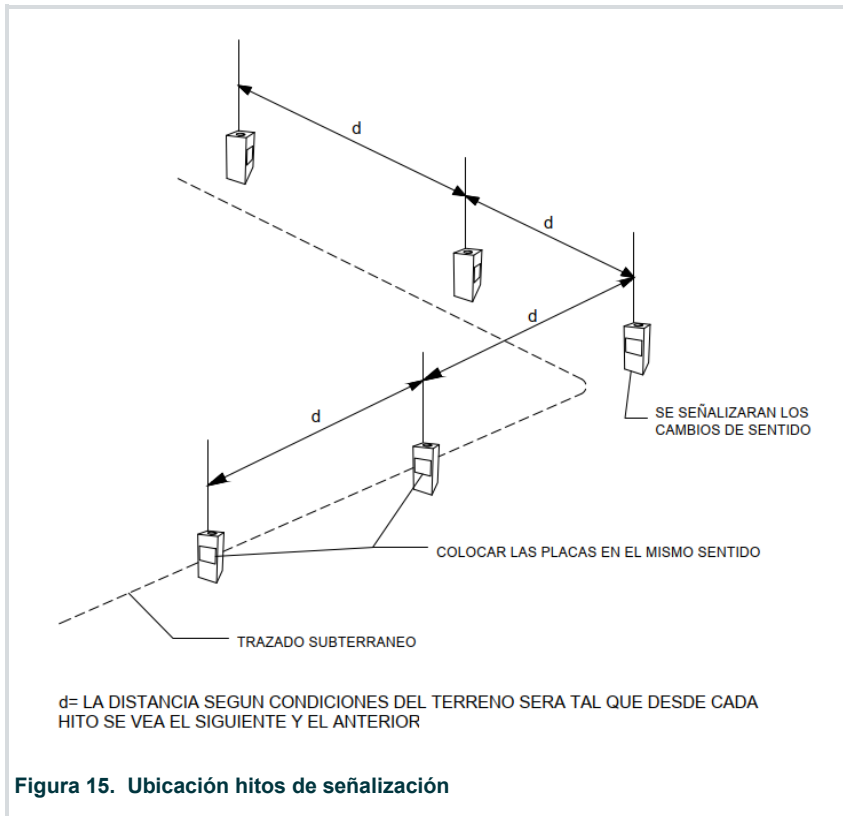 d
d
d
d
SE SEÑALIZARAN LOS
CAMBIOS DE SENTIDO
COLOCAR LAS PLACAS EN EL MISMO SENTIDO
TRAZADO SUBTERRANEO
d= LA DISTANCIA SEGUN CONDICIONES DEL TERRENO SERA TAL QUE DESDE CADA
HITO SE VEA EL SIGUIENTE Y EL ANTERIOR
Figura 15. Ubicación hitos de señalización